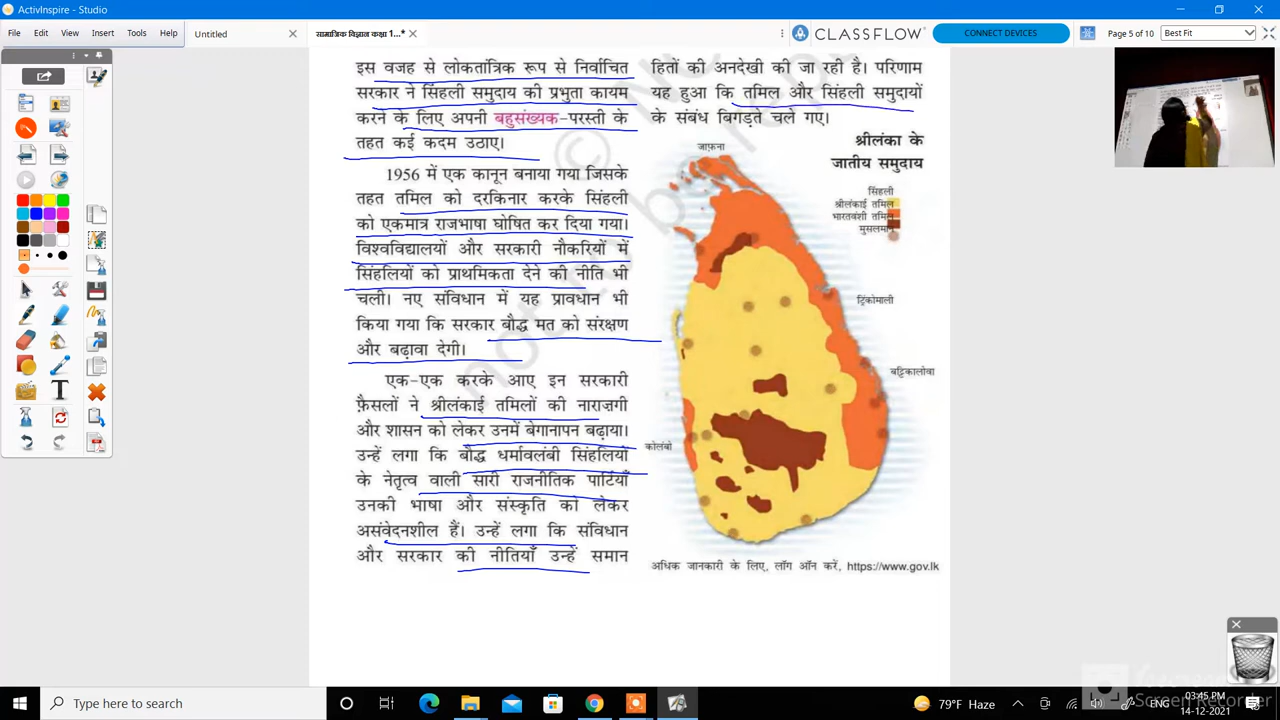 ActivInspire - Studio
File Edit View Insert Tools Help
Untitled
सामाजिक विज्ञान कक्षा 1...*
CLASSFLOW
CONNECT DEVICES
Page 5 of 10
Best Fit
इस वजह से लोकतांत्रिक रूप से निर्वाचित
सरकार ने सिंहली समुदाय की प्रभुता कायम
करने के लिए अपनी बहुसंख्यक-परस्ती के
तहत कई कदम उठाए।
1956 में एक कानून बनाया गया जिसके
तहत तमिल को दरकिनार करके सिंहली
को एकमात्र राजभाषा घोषित कर दिया गया।
विश्वविद्यालयों और सरकारी नौकरियों में
सिंहलियों को प्राथमिकता देने की नीति भी
चली। नए संविधान में यह प्रावधान भी
किया गया कि सरकार बौद्ध मत को संरक्षण
और बढ़ावा देगी।
एक-एक करके आए इन सरकारी
फ़ैसलों ने श्रीलंकाई तमिलों की नाराज़गी
और शासन को लेकर उनमें बेगानापन बढ़ाया।
उन्हें लगा कि बौद्ध धर्मावलंबी सिंहलियों
के नेतृत्व वाली सारी राजनीतिक पार्टियाँ
उनकी भाषा और संस्कृति को लेकर
असंवेदनशील हैं। उन्हें लगा कि संविधान
और सरकार की नीतियाँ उन्हें समान
हितों की अनदेखी की जा रही है। परिणाम
यह हुआ कि तमिल और सिंहली समुदायों
के संबंध बिगड़ते चले गए।
श्रीलंका के
जातीय समुदाय
सिंहली
श्रीलंकाई तमिल
भारतवंशी तमिल
मुसलमान
जाफ़ना
ट्रिंकोमाली
बट्टिकालोवा
कोलंबो
अधिक जानकारी के लिए, लॉग ऑन करें, https://www.gov.lk
not to be
Type here to search
79°F Haze
ENG
03:45 PM
14-12-2021
Screen Recorder